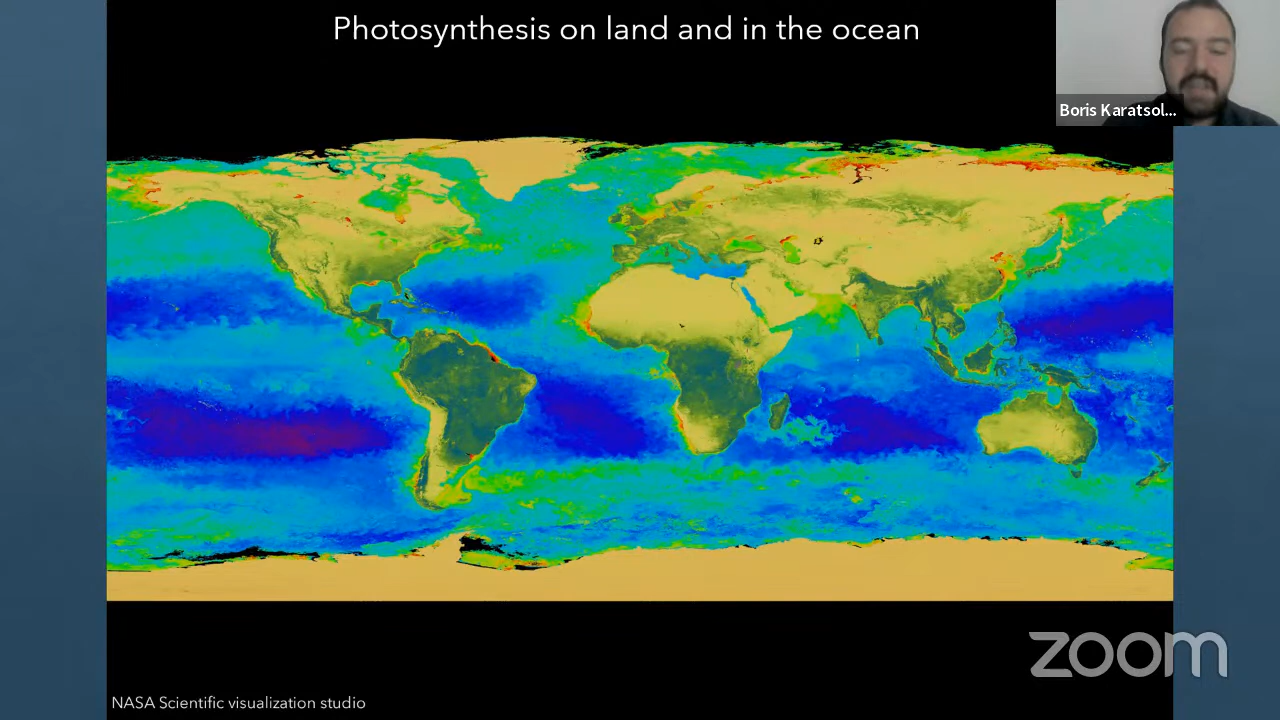 Photosynthesis on land and in the ocean
Boris Karatsol...
zoom
NASA Scientific visualization studio